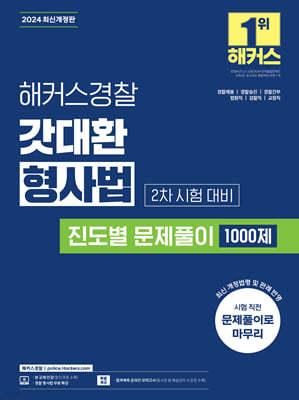 2024 최신개정판
1위
해커스
경찰채용 | 경찰승진 | 경찰간부
법원직 | 검찰직 | 교정직
해커스경찰
갓대환
형사법
2차 시험 대비
진도별 문제풀이 1000제
최신 개정법령 및 판례 반영
시험 직전
문제풀이로
마무리
해커스경찰 | police.Hackers.com